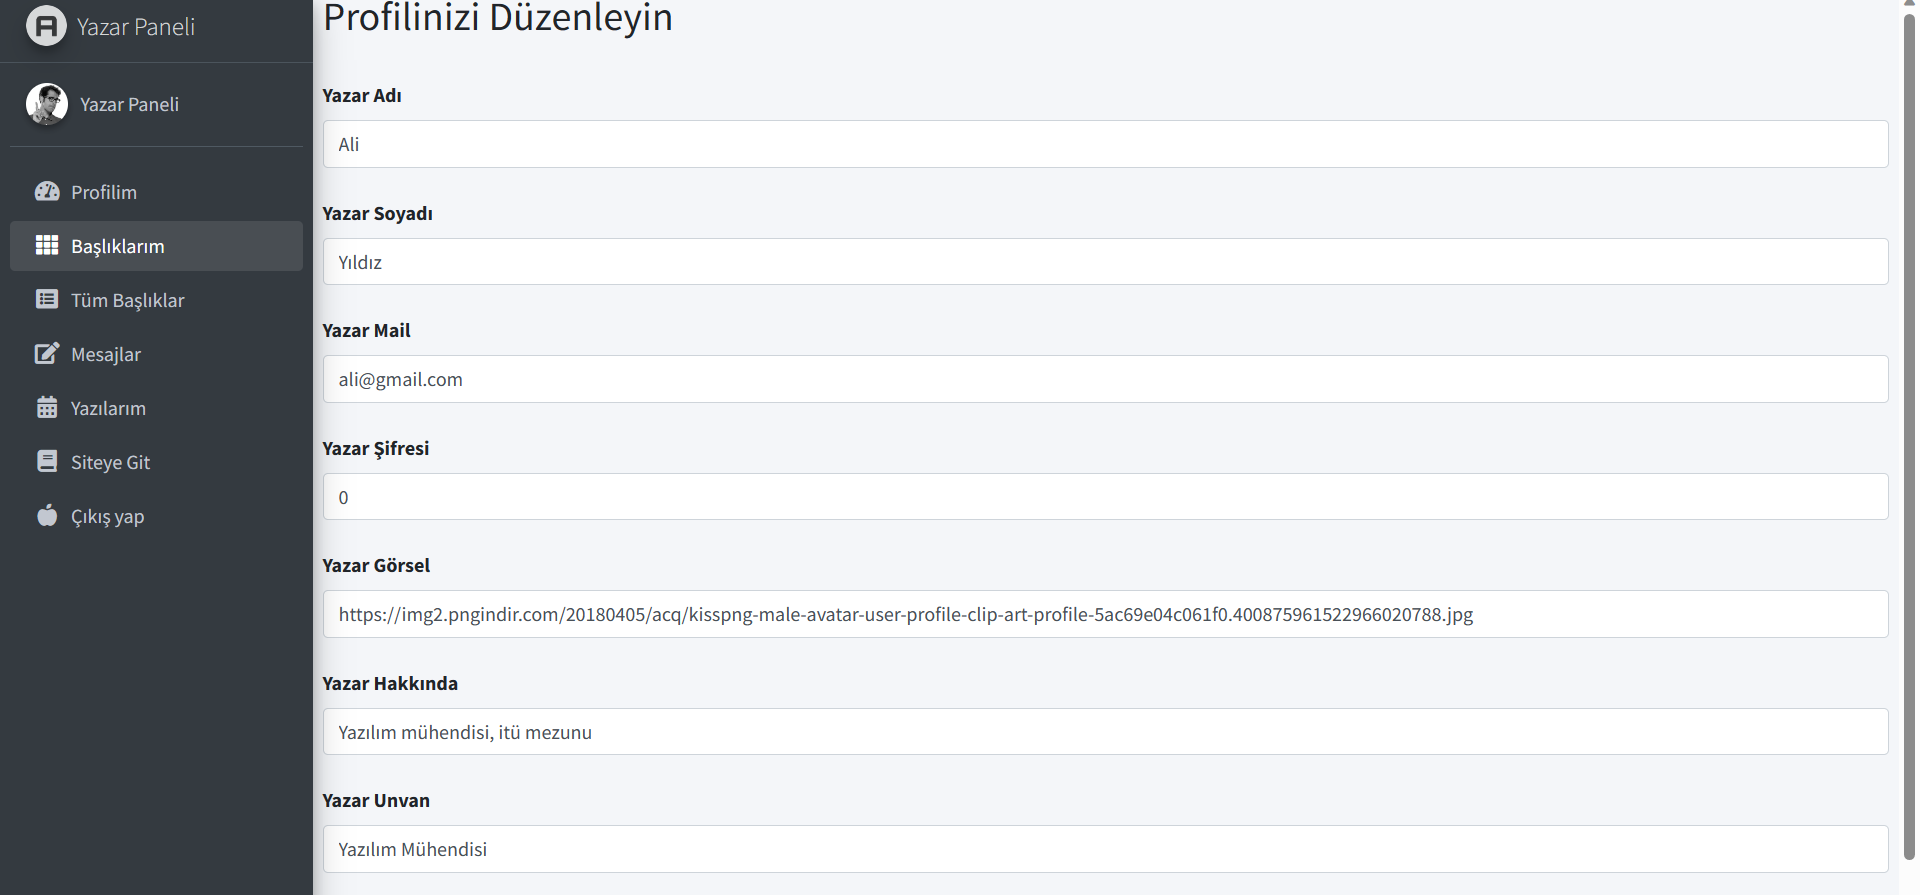 Yazar Paneli
Yazar Paneli
Profilim
Başlıklarım
Tüm Başlıklar
Mesajlar
Yazılarım
Siteye Git
Çıkış yap
Profilinizi Düzenleyin
Yazar Adı
Ali
Yazar Soyadı
Yıldız
Yazar Mail
ali@gmail.com
Yazar Şifresi
0
Yazar Görsel
https://img2.pngindir.com/20180405/acq/kisspng-male-avatar-user-profile-clip-art-profile-5ac69e04c061f0.400875961522966020788.jpg
Yazar Hakkında
Yazılım mühendisi, itü mezunu
Yazar Unvan
Yazılım Mühendisi